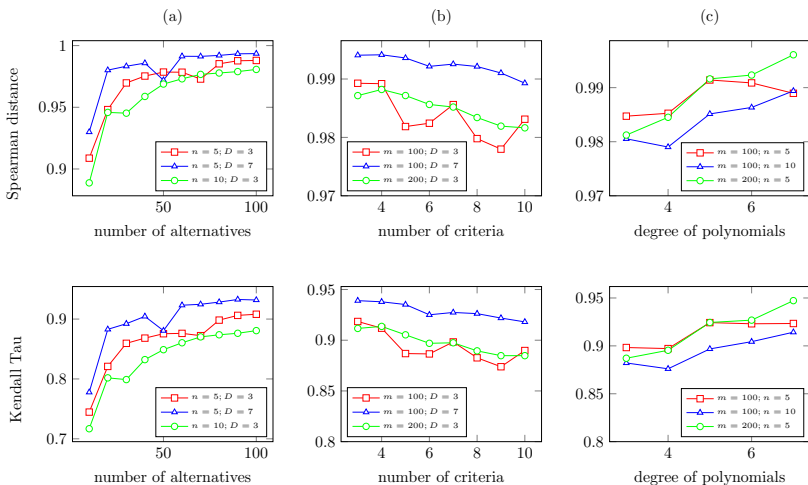 (a) (b) (c)
Spearman distance
1
0.95
0.9
50 100
n = 5; D = 3
n = 5; D = 7
n = 10; D = 3
number of alternatives
0.99
0.98
0.97
4 6 8 10
m = 100; D = 3
m = 100; D = 7
m = 200; D = 3
number of criteria
0.99
0.98
0.97
4 6
m = 100; n = 5
m = 100; n = 10
m = 200; n = 5
degree of polynomials
Kendall Tau
0.9
0.8
0.7
50 100
n = 5; D = 3
n = 5; D = 7
n = 10; D = 3
number of alternatives
0.95
0.9
0.85
0.8
4 6 8 10
m = 100; D = 3
m = 100; D = 7
m = 200; D = 3
number of criteria
0.95
0.9
0.85
0.8
4 6
m = 100; n = 5
m = 100; n = 10
m = 200; n = 5
degree of polynomials